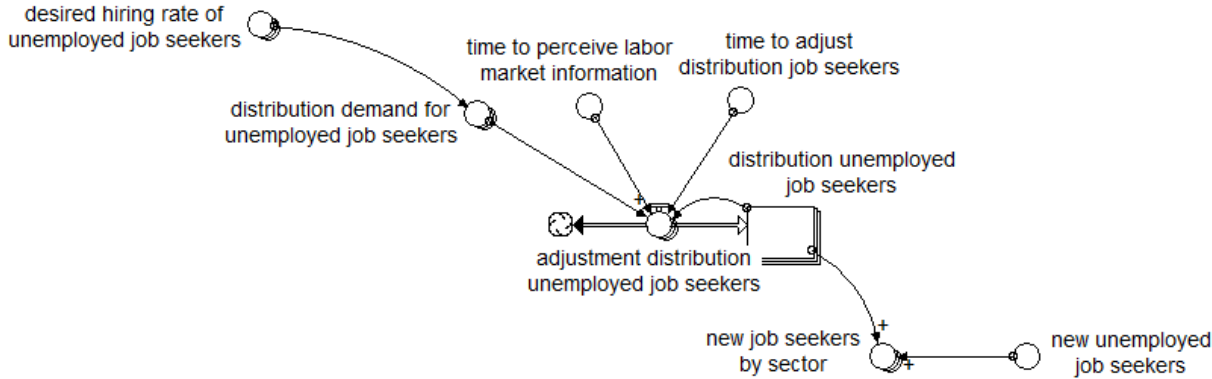 desired hiring rate of
unemployed job seekers
time to perceive labor
market information
time to adjust
distribution job seekers
distribution demand for
unemployed job seekers
distribution unemployed
job seekers
+
adjustment distribution
unemployed job seekers
+
new job seekers
by sector
+
new unemployed
job seekers